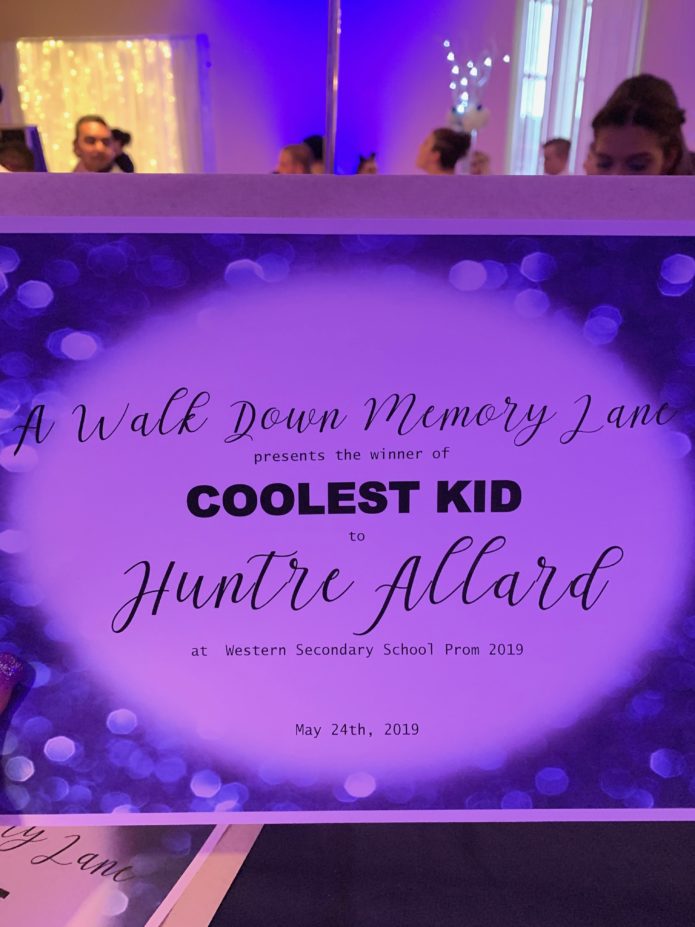 A Walk Down Memory Lane
presents the winner of
COOLEST KID
to
Huntre Allard
at Western Secondary School Prom 2019
May 24th, 2019
Lane